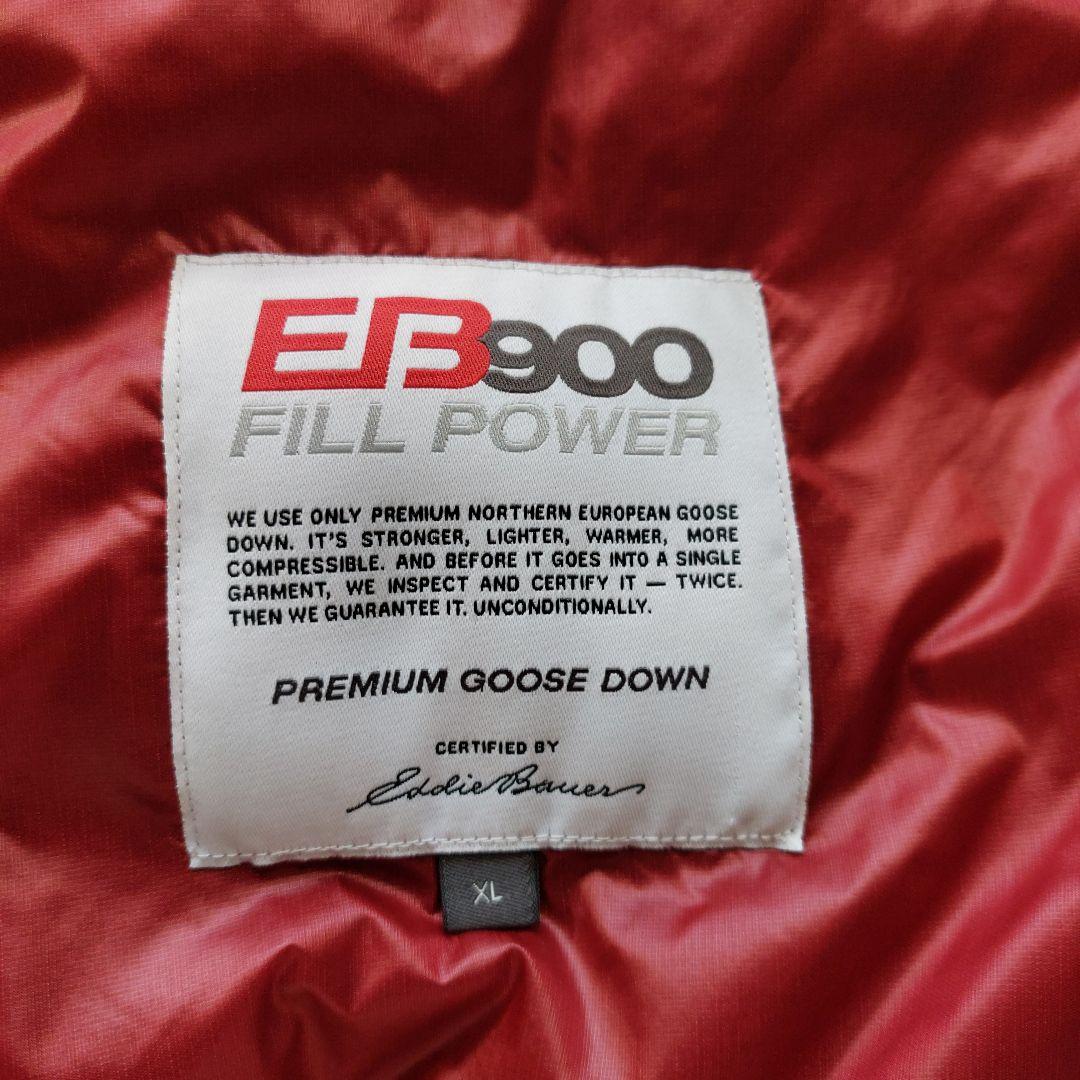 EB900
FILL POWER
WE USE ONLY PREMIUM NORTHERN EUROPEAN GOOSE
DOWN. IT'S STRONGER, LIGHTER, WARMER, MORE
COMPRESSIBLE. AND BEFORE IT GOES INTO A SINGLE
GARMENT, WE INSPECT AND CERTIFY IT — TWICE.
THEN WE GUARANTEE IT. UNCONDITIONALLY.
PREMIUM GOOSE DOWN
CERTIFIED BY
Eddie Bauer
XL